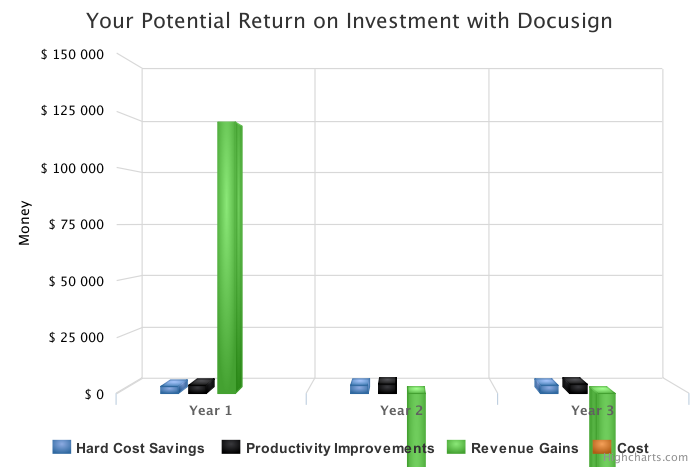 Your Potential Return on Investment with Docusign
$ 150 000
$ 125 000
$ 100 000
$ 75 000
$ 50 000
$ 25 000
$ 0
Money
Year 1 Year 2 Year 3
Hard Cost Savings Productivity Improvements Revenue Gains Cost
Highcharts.com